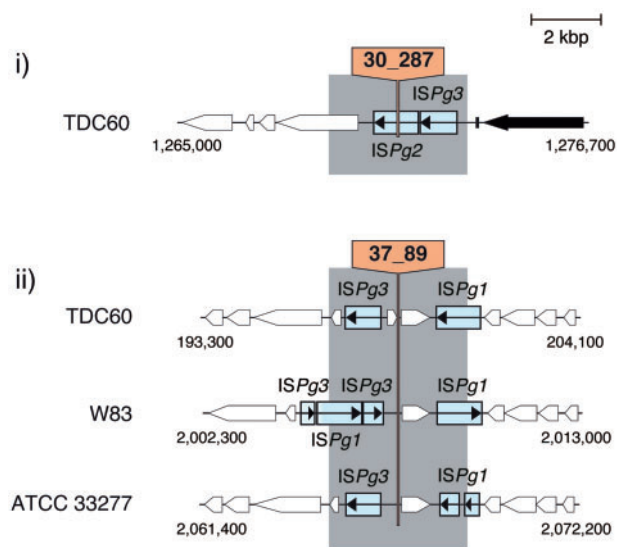 2 kbp
i)
30_287
ISPg3
TDC60
1,265,000
ISPg2
1,276,700
ii)
37_89
ISPg3 ISPg1
TDC60
193,300 204,100
ISPg3 ISPg3 ISPg1
W83
2,002,300 ISPg1 2,013,000
ISPg3 ISPg1
ATCC 33277
2,061,400 2,072,200